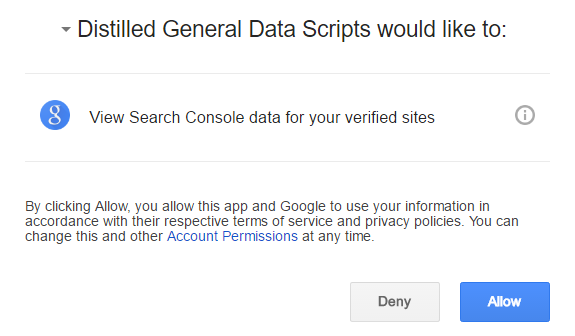 Distilled General Data Scripts would like to:
g
View Search Console data for your verified sites
By clicking Allow, you allow this app and Google to use your information in
accordance with their respective terms of service and privacy policies. You can
change this and other Account Permissions at any time.
Deny Allow